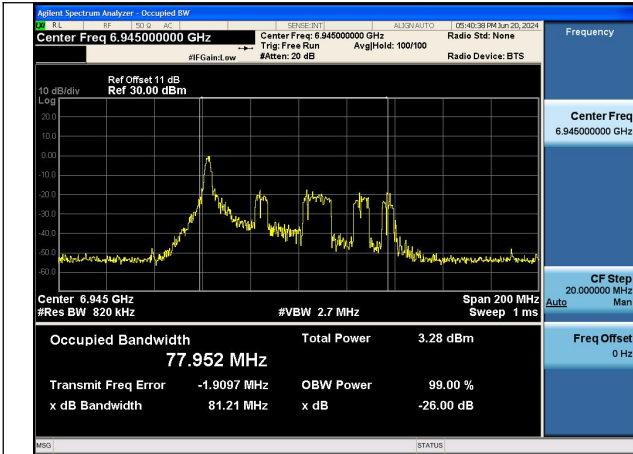 Agilent Spectrum Analyzer - Occupied BW
RL RF 50 Ω AC SENSE:INT ALIGN AUTO 05:40:38 PM Jun 20, 2024
Center Freq 6.945000000 GHz
Center Freq: 6.945000000 GHz
Radio Std: None
Trig: Free Run Avg|Hold: 100/100
#IFGain:Low #Atten: 20 dB Radio Device: BTS
Ref Offset 11 dB
10 dB/div Ref 30.00 dBm
Log
20.0
10.0
0.00
-10.0
-20.0
-30.0
-40.0
-50.0
-60.0
Center 6.945 GHz Span 200 MHz
#Res BW 820 kHz #VBW 2.7 MHz Sweep 1 ms
Occupied Bandwidth Total Power 3.28 dBm
77.952 MHz
Transmit Freq Error -1.9097 MHz OBW Power 99.00 %
x dB Bandwidth 81.21 MHz x dB -26.00 dB
MSG STATUS
Frequency
Center Freq
6.945000000 GHz
CF Step
20.000000 MHz
Auto Man
Freq Offset
0 Hz